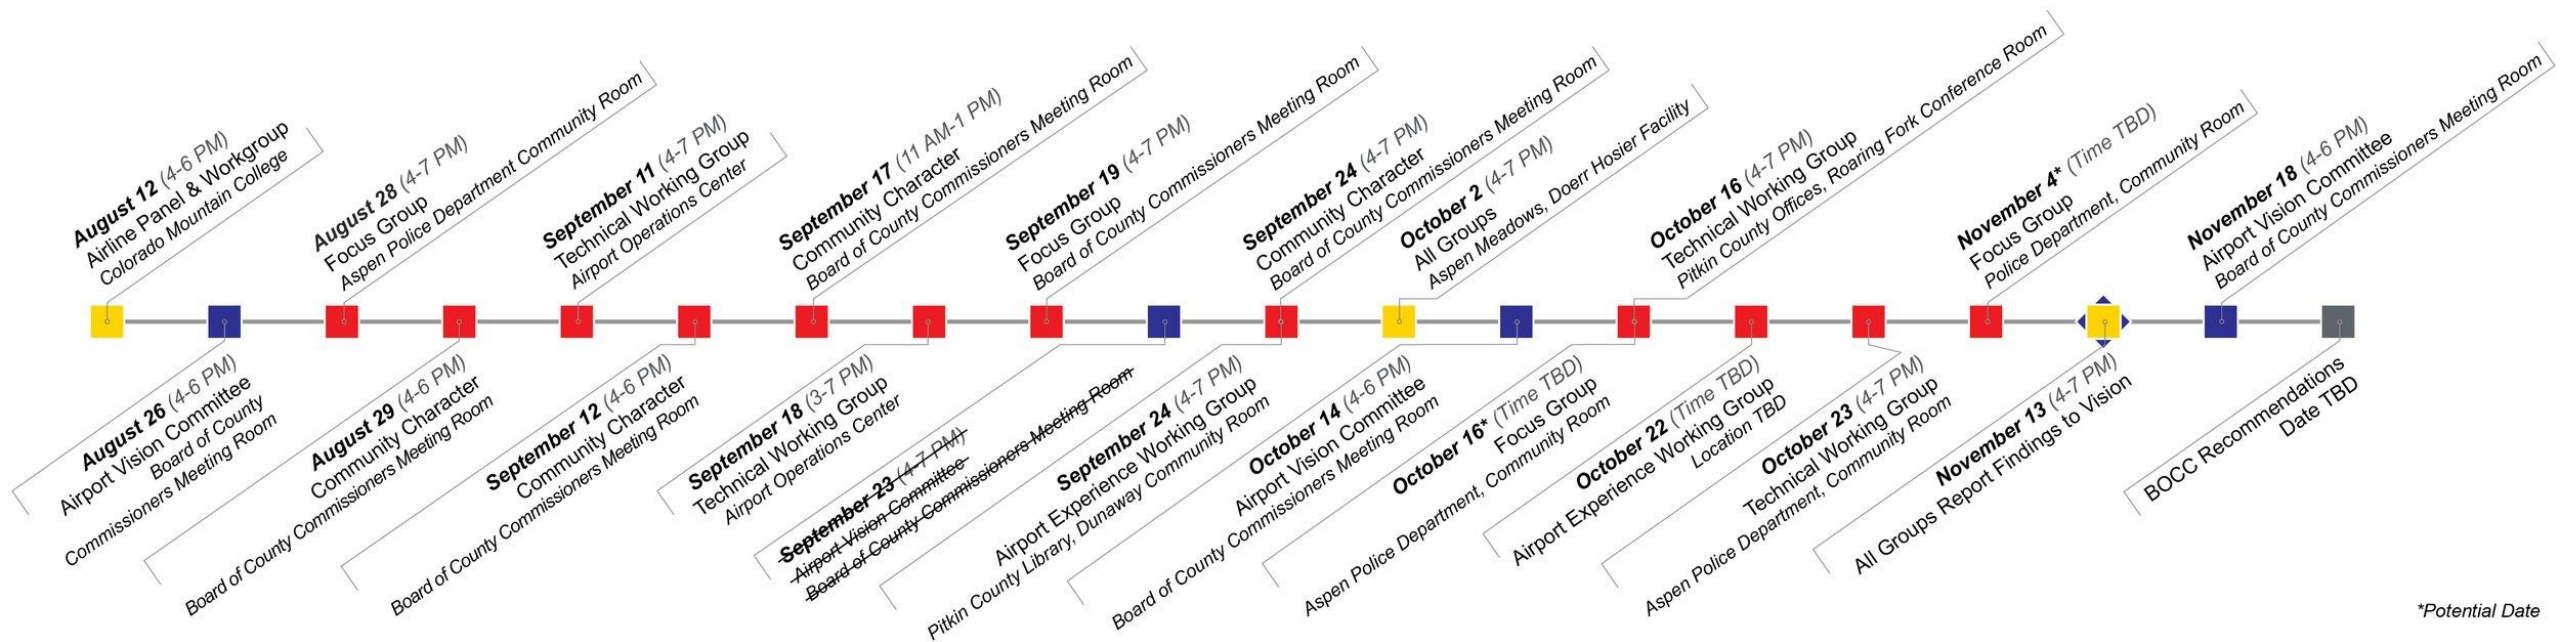 August 12 (4-6 PM)
Airline Panel & Workgroup
Colorado Mountain College
August 28 (4-7 PM)
Focus Group
Aspen Police Department Community Room
September 11 (4-7 PM)
Technical Working Group
Airport Operations Center
September 17 (11 AM-1 PM)
Community Character
Board of County Commissioners Meeting Room
September 19 (4-7 PM)
Focus Group
Board of County Commissioners Meeting Room
September 24 (4-7 PM)
Community Character
Board of County Commissioners Meeting Room
October 2 (4-7 PM)
All Groups
Aspen Meadows, Doerr Hosier Facility
October 16 (4-7 PM)
Technical Working Group
Pitkin County Offices, Roaring Fork Conference Room
November 4* (Time TBD)
Focus Group
Police Department, Community Room
November 18 (4-6 PM)
Airport Vision Committee
Board of County Commissioners Meeting Room
August 26 (4-6 PM)
Airport Vision Committee
Board of County
Commissioners Meeting Room
August 29 (4-6 PM)
Community Character
Board of County Commissioners Meeting Room
September 12 (4-6 PM)
Community Character
Board of County Commissioners Meeting Room
September 18 (3-7 PM)
Technical Working Group
Airport Operations Center
September 23 (4-7 PM)
Airport Vision Committee
Board of County Commissioners Meeting Room
September 24 (4-7 PM)
Airport Experience Working Group
Pitkin County Library, Dunaway Community Room
October 14 (4-6 PM)
Airport Vision Committee
Board of County Commissioners Meeting Room
October 16* (Time TBD)
Focus Group
Aspen Police Department, Community Room
October 22 (Time TBD)
Airport Experience Working Group
Location TBD
October 23 (4-7 PM)
Technical Working Group
Aspen Police Department, Community Room
November 13 (4-7 PM)
All Groups Report Findings to Vision
BOCC Recommendations
Date TBD
*Potential Date